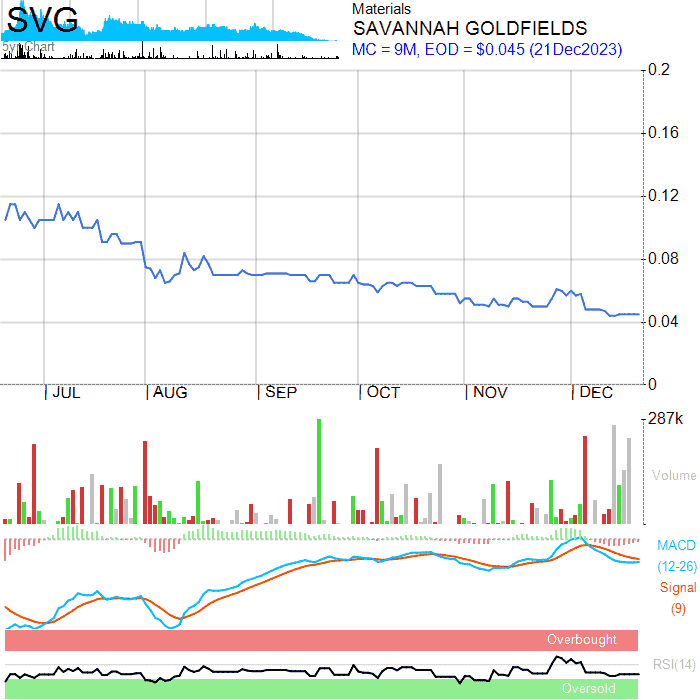 SVG
5yr Chart
Materials
SAVANNAH GOLDFIELDS
MC = 9M, EOD = $0.045 (21Dec2023)
0.2
0.16
0.12
0.08
0.04
0
JUL
AUG
SEP
OCT
NOV
DEC
287k
Volume
MACD
(12-26)
Signal
(9)
Overbought
RSI(14)
Oversold